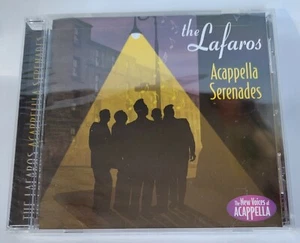 the Lafaros
Acappella
Serenades
the New Voices of
ACAPPELLA
THE LAFAROS ACAPPELLA SERENADES